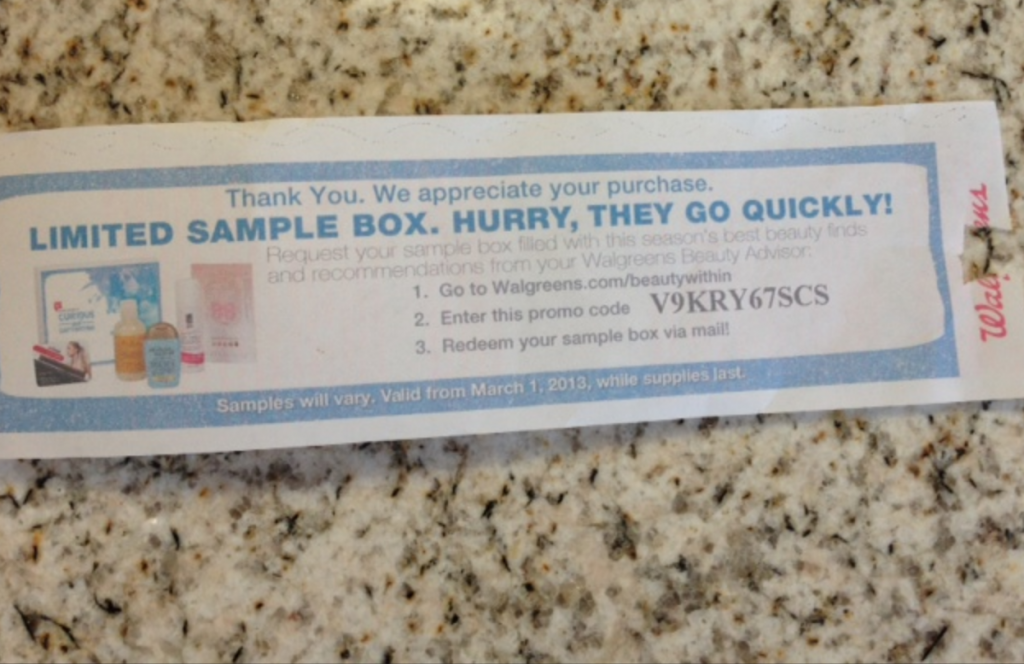 Thank You. We appreciate your purchase.
LIMITED SAMPLE BOX. HURRY, THEY GO QUICKLY!
Request your sample box filled with this season's best beauty finds
and recommendations from your Walgreens Beauty Advisor:
1. Go to Walgreens.com/beautywithin
2. Enter this promo code V9KRY67SCS
3. Redeem your sample box via mail!
Samples will vary. Valid from March 1, 2013, while supplies last.